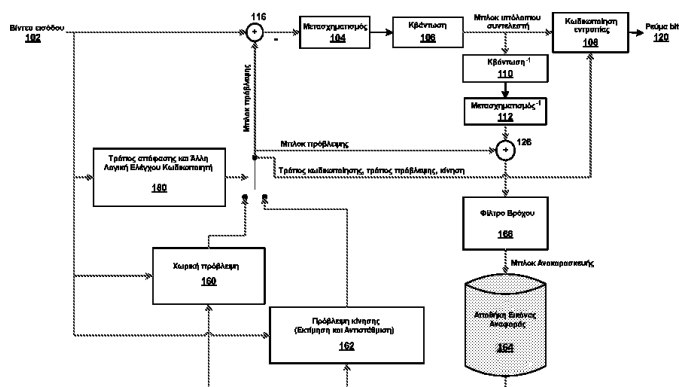 Βίντεο εισόδου
102
116
Μετασχηματισμός
104
Κβάντωση
106
Μπλοκ υπόλοιπου
συντελεστή
Κωδικοποίηση
εντροπίας
108
Ρεύμα bit
120
Κβάντωση⁻¹
110
Μετασχηματισμός⁻¹
112
Μπλοκ πρόβλεψης
Μπλοκ πρόβλεψης
126
Τρόπος κωδικοποίησης, τρόπος πρόβλεψης, κίνηση
Τρόπος απόφασης και Άλλη
Λογική Ελέγχου Κωδικοποιητή
180
Φίλτρο Βρόχου
166
Μπλοκ Ανακατασκευής
Χωρική πρόβλεψη
160
Πρόβλεψη κίνησης
(Εκτίμηση και Αντιστάθμιση)
162
Αποθήκη Εικόνας
Αναφοράς
164